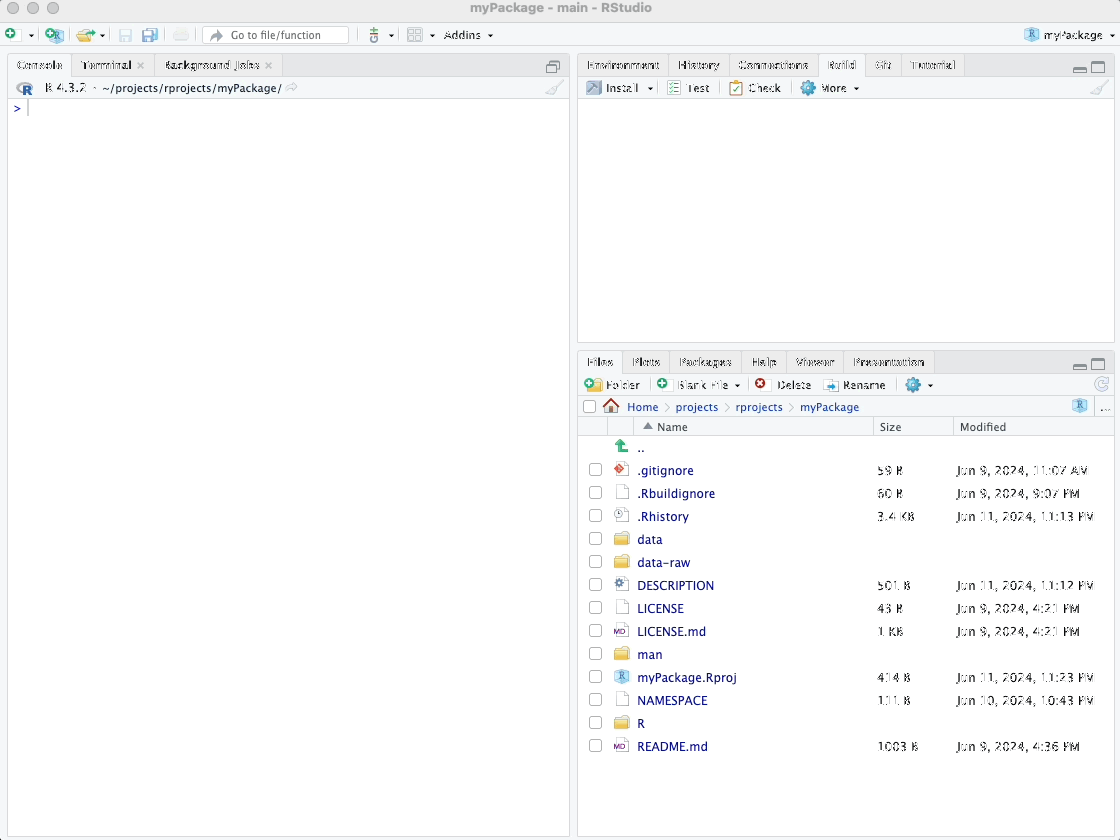 myPackage - main - RStudio
Go to file/function Addins myPackage
Console Terminal Background Jobs
R 4.3.2 · ~/projects/rprojects/myPackage/
>
Environment History Connections Build Git Tutorial
Install Test Check More
Files Plots Packages Help Viewer Presentation
Folder Blank File Delete Rename
Home projects rprojects myPackage ...
Name Size Modified
..
.gitignore 59 B Jun 9, 2024, 11:07 AM
.Rbuildignore 60 B Jun 9, 2024, 9:07 PM
.Rhistory 3.4 KB Jun 11, 2024, 11:13 PM
data
data-raw
DESCRIPTION 501 B Jun 11, 2024, 11:12 PM
LICENSE 43 B Jun 9, 2024, 4:21 PM
LICENSE.md 1 KB Jun 9, 2024, 4:21 PM
man
myPackage.Rproj 414 B Jun 11, 2024, 11:23 PM
NAMESPACE 111 B Jun 10, 2024, 10:43 PM
R
README.md 1003 B Jun 9, 2024, 4:36 PM